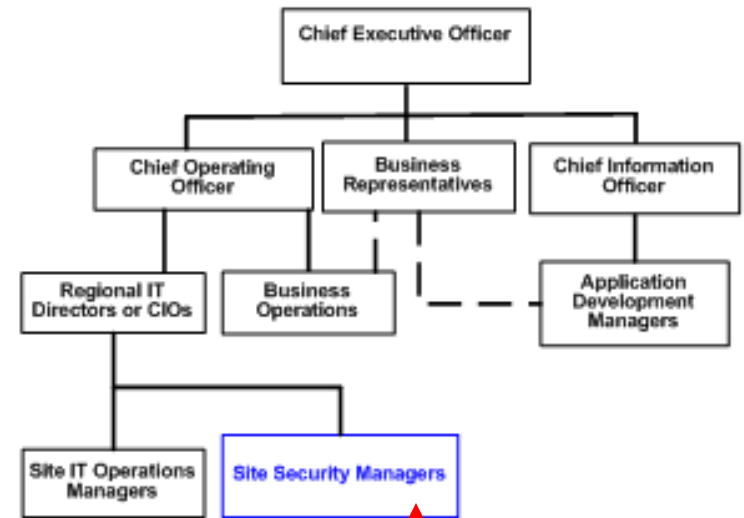 Chief Executive Officer
Chief Operating
Officer
Business
Representatives
Chief Information
Officer
Regional IT
Directors or CIOs
Business
Operations
Application
Development
Managers
Site IT Operations
Managers
Site Security Managers